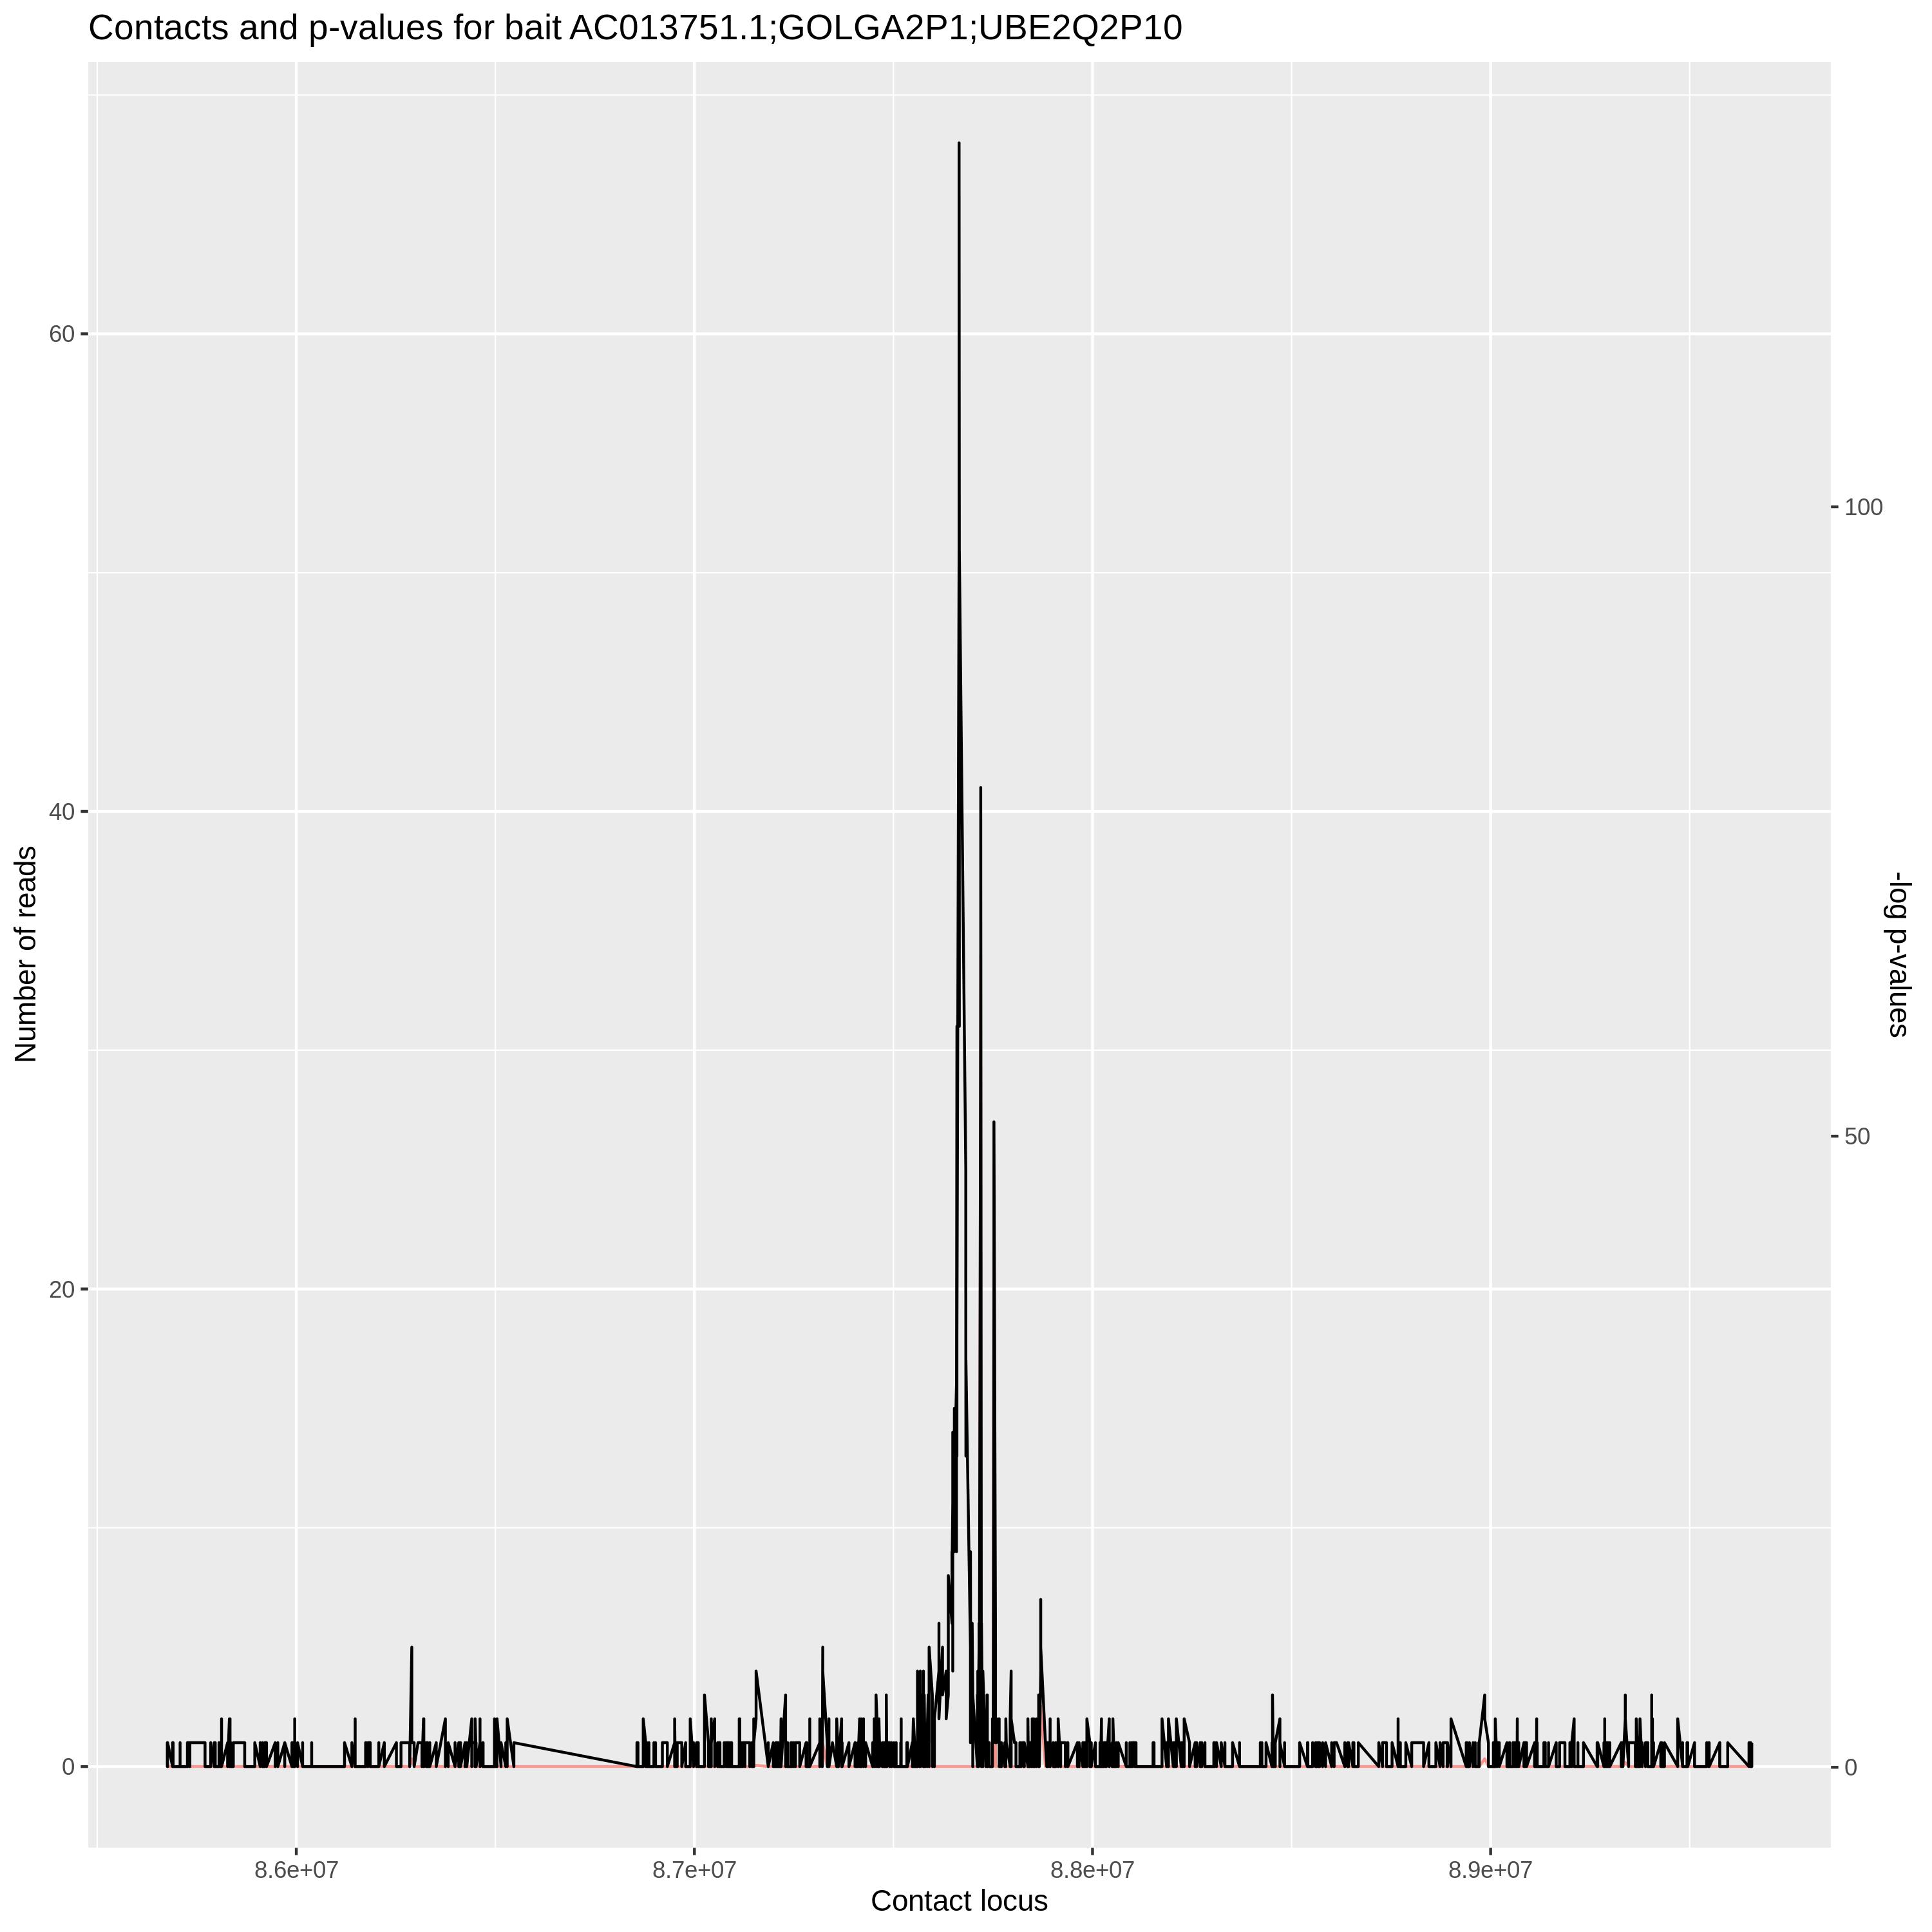 Contacts and p-values for bait AC013751.1;GOLGA2P1;UBE2Q2P10
60
40
20
0
Number of reads
100
50
0
-log p-values
8.6e+07 8.7e+07 8.8e+07 8.9e+07
Contact locus